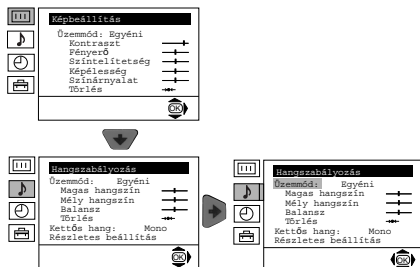 Képbeállítás
Üzemmód: Egyéni
Kontraszt
Fényerő
Színtelítetség
Képélesség
Színárnyalat
Törlés
OK
Hangszabályozás
Üzemmód: Egyéni
Magas hangszín
Mély hangszín
Balansz
Törlés
Kettős hang: Mono
Részletes beállítás
OK
Hangszabályozás
Üzemmód: Egyéni
Magas hangszín
Mély hangszín
Balansz
Törlés
Kettős hang: Mono
Részletes beállítás
OK